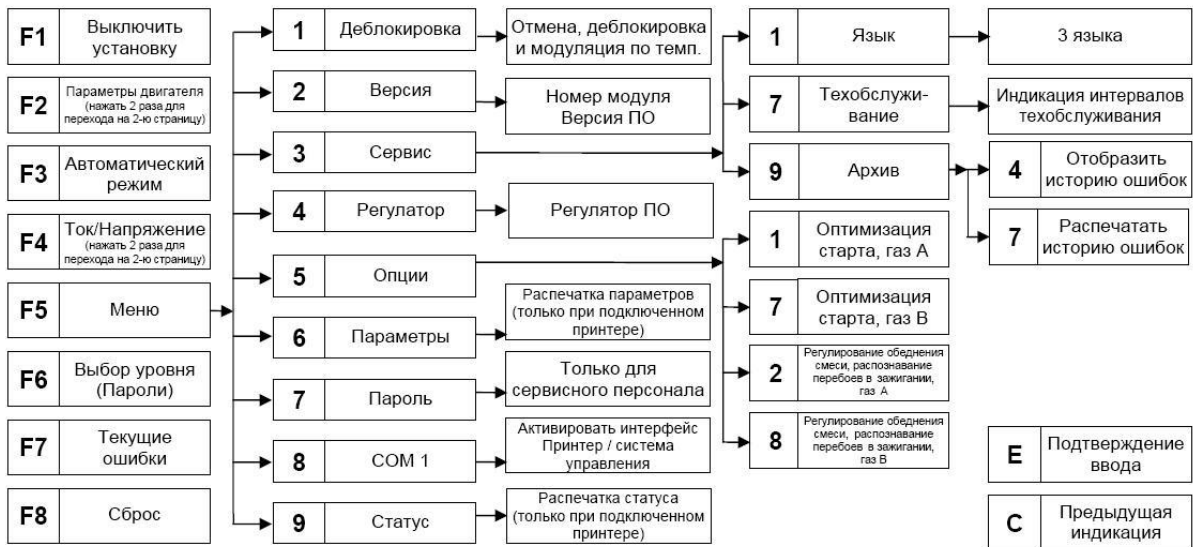 F1
Выключить
установку
F2
Параметры двигателя
(нажать 2 раза для
перехода на 2-ю страницу)
F3
Автоматический
режим
F4
Ток/Напряжение
(нажать 2 раза для
перехода на 2-ю страницу)
F5
Меню
F6
Выбор уровня
(Пароли)
F7
Текущие
ошибки
F8
Сброс
1
Деблокировка
Отмена, деблокировка
и модуляция по темп.
2
Версия
Номер модуля
Версия ПО
3
Сервис
4
Регулатор
Регулятор ПО
5
Опции
6
Параметры
Распечатка параметров
(только при подключенном
принтере)
7
Пароль
Только для
сервисного персонала
8
COM 1
Активировать интерфейс
Принтер / система
управления
9
Статус
Распечатка статуса
(только при подключенном
принтере)
1
Язык
3 языка
7
Техобслужи-
вание
Индикация интервалов
техобслуживания
9
Архив
4
Отобразить
историю ошибок
7
Распечатать
историю ошибок
1
Оптимизация
старта, газ А
7
Оптимизация
старта, газ В
2
Регулирование обеднения
смеси, распознавание
перебоев в зажигании,
газ А
8
Регулирование обеднения
смеси, распознавание
перебоев в зажигании,
газ В
E
Подтверждение
ввода
C
Предыдущая
индикация